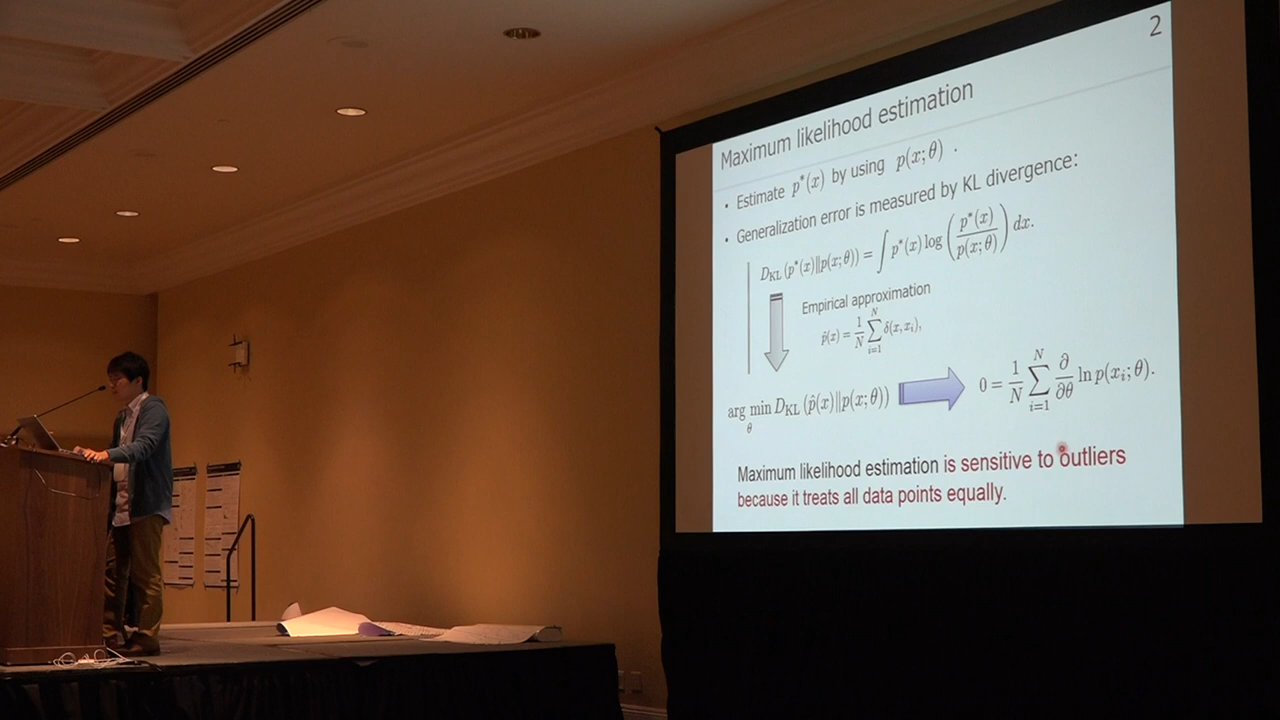 2
Maximum likelihood estimation
• Estimate p*(x) by using p(x; θ) .
• Generalization error is measured by KL divergence:
D_KL (p*(x)‖p(x; θ)) = ∫ p*(x) log ( p*(x) / p(x; θ) ) dx.
Empirical approximation
p̂(x) = 1/N ∑_{i=1}^{N} δ(x, x_i),
arg min_θ D_KL (p̂(x)‖p(x; θ))
0 = 1/N ∑_{i=1}^{N} ∂/∂θ ln p(x_i; θ).
Maximum likelihood estimation is sensitive to outliers
because it treats all data points equally.